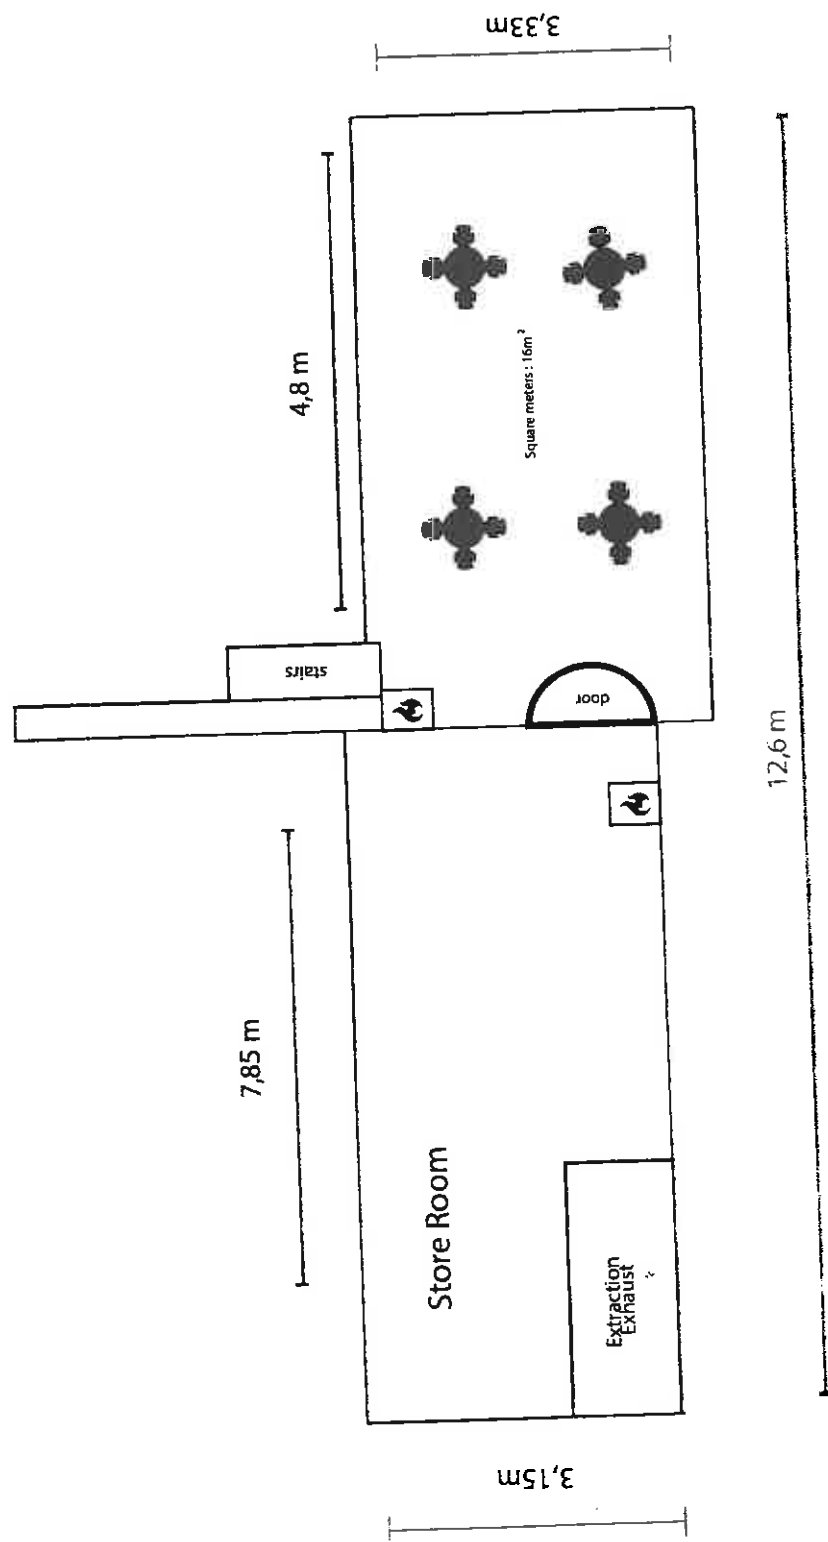 3,33m
4,8 m
Square meters: 16m²
stairs
door
12,6 m
7,85 m
Store Room
Extraction
Exhaust
3,15m